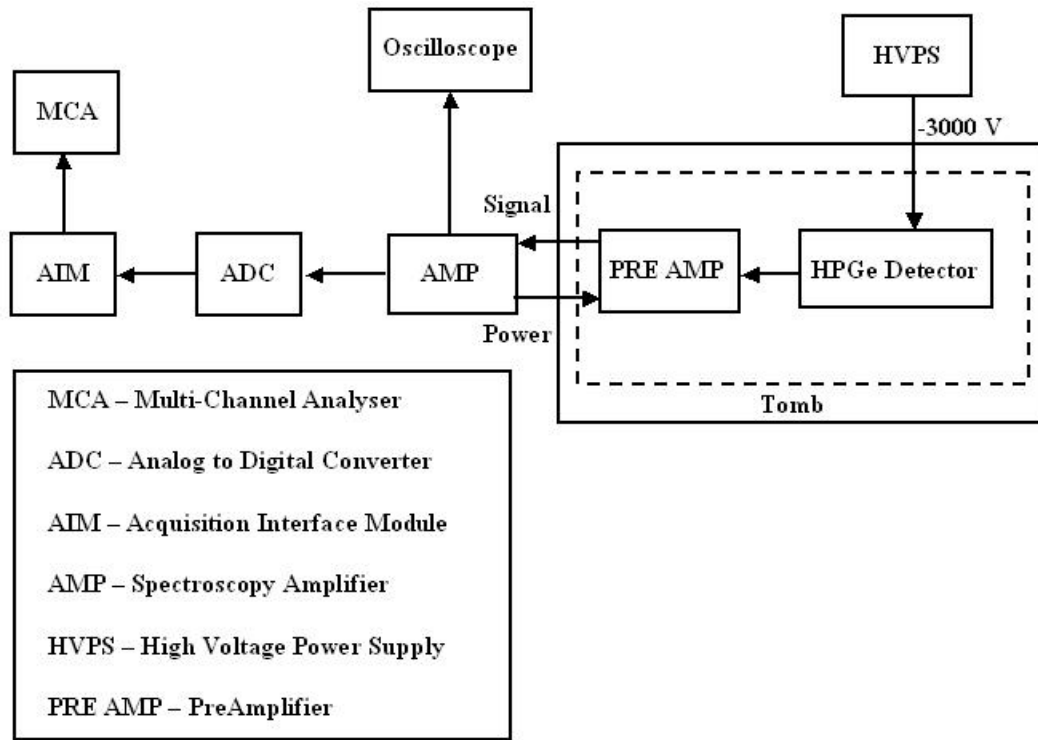 Oscilloscope
HVPS
MCA
-3000 V
Signal
AIM
ADC
AMP
PRE AMP
HPGe Detector
Power
Tomb
MCA – Multi-Channel Analyser
ADC – Analog to Digital Converter
AIM – Acquisition Interface Module
AMP – Spectroscopy Amplifier
HVPS – High Voltage Power Supply
PRE AMP – PreAmplifier